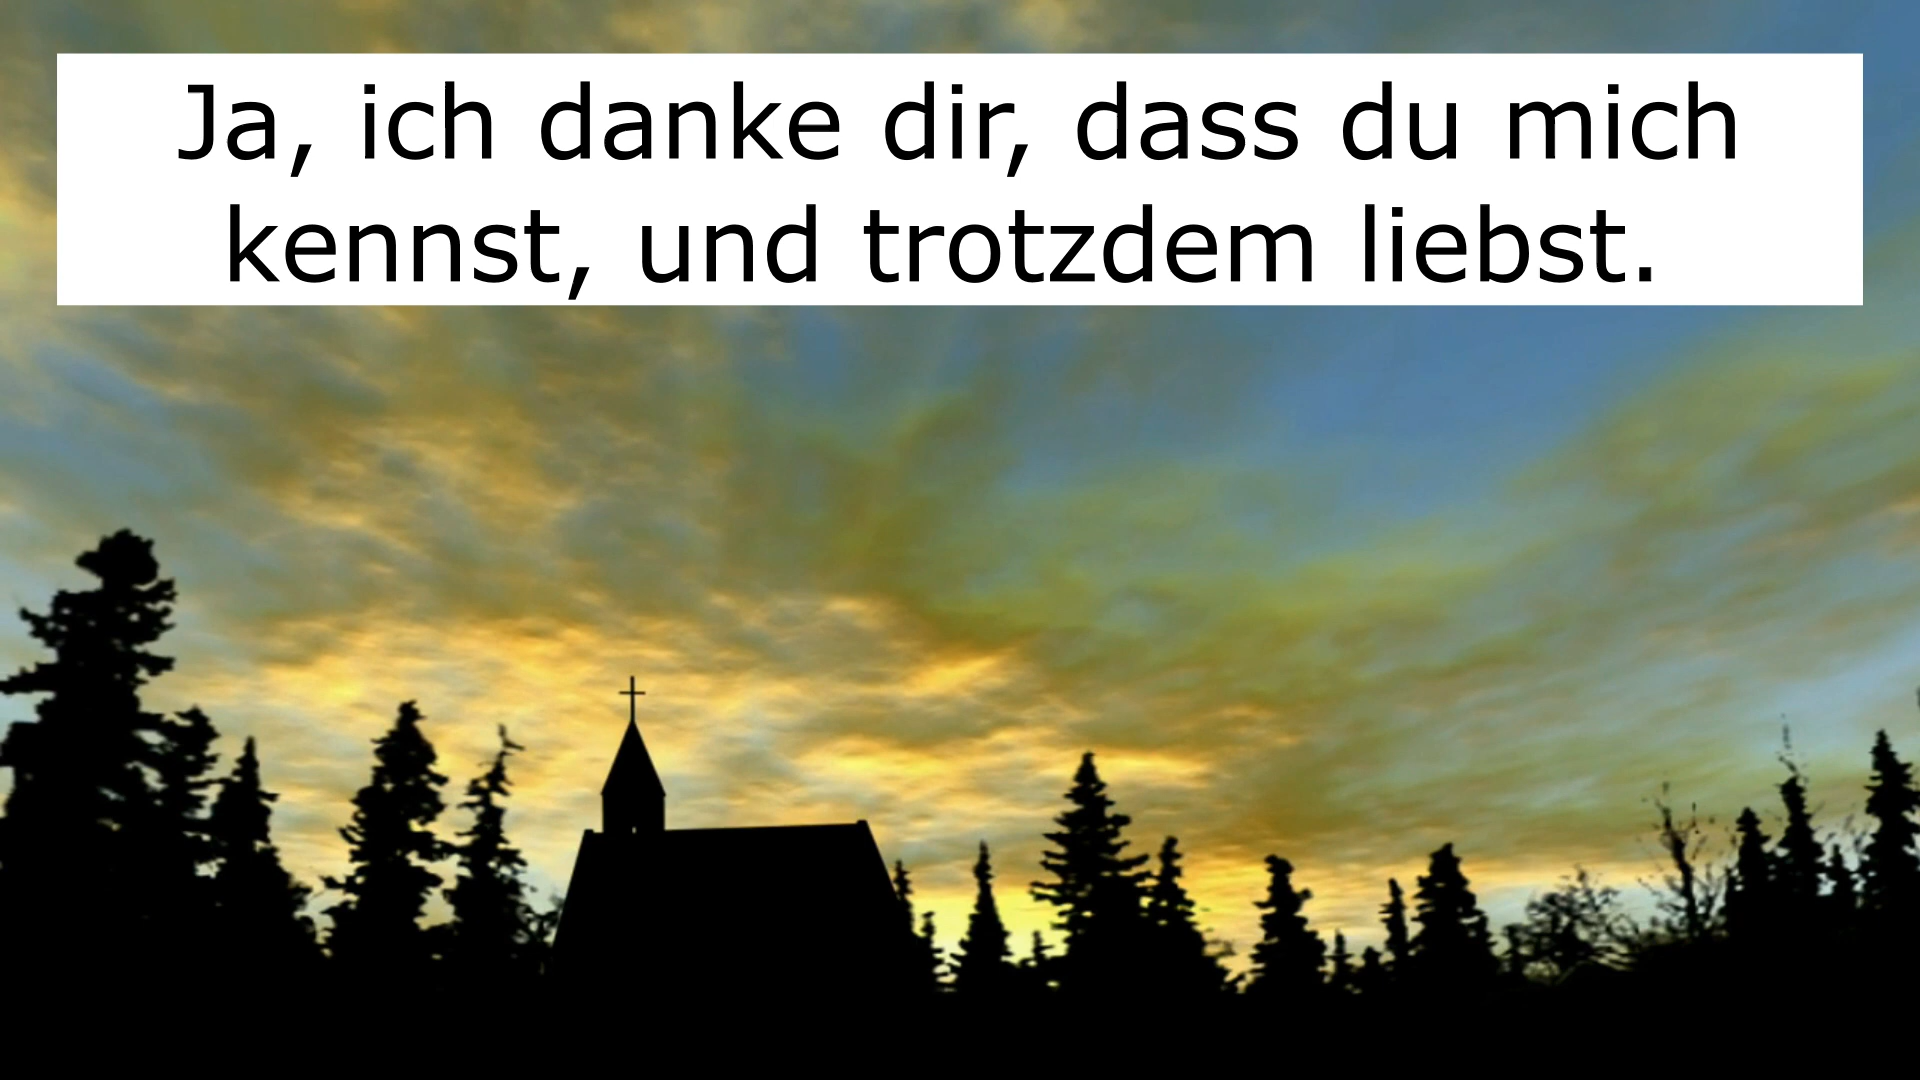 Ja, ich danke dir, dass du mich
kennst, und trotzdem liebst.